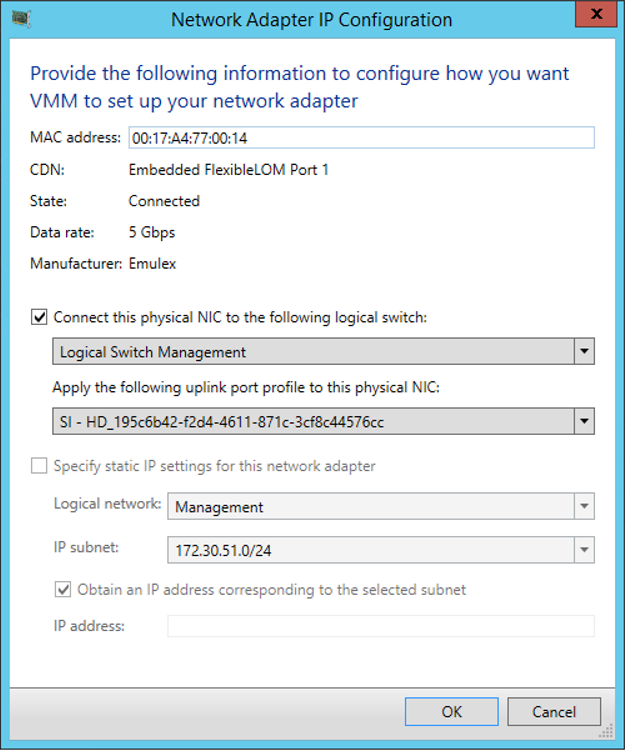 Network Adapter IP Configuration
x
Provide the following information to configure how you want
VMM to set up your network adapter
MAC address: 00:17:A4:77:00:14
CDN: Embedded FlexibleLOM Port 1
State: Connected
Data rate: 5 Gbps
Manufacturer: Emulex
Connect this physical NIC to the following logical switch:
Logical Switch Management
Apply the following uplink port profile to this physical NIC:
SI - HD_195c6b42-f2d4-4611-871c-3cf8c44576cc
Specify static IP settings for this network adapter
Logical network: Management
IP subnet: 172.30.51.0/24
Obtain an IP address corresponding to the selected subnet
IP address:
OK Cancel